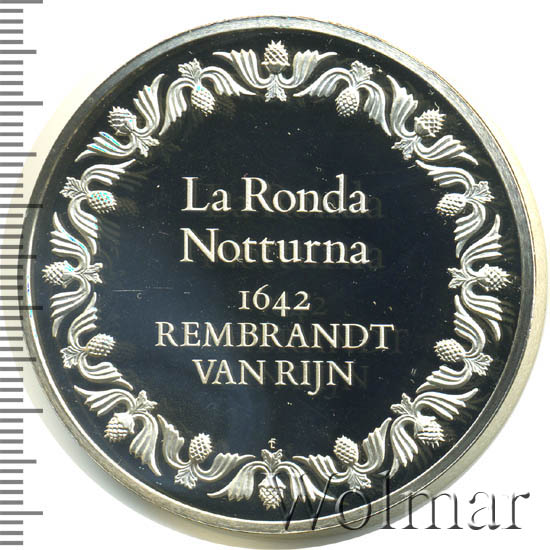 La Ronda
Notturna
1642
REMBRANDT
VAN RIJN
Wolmar